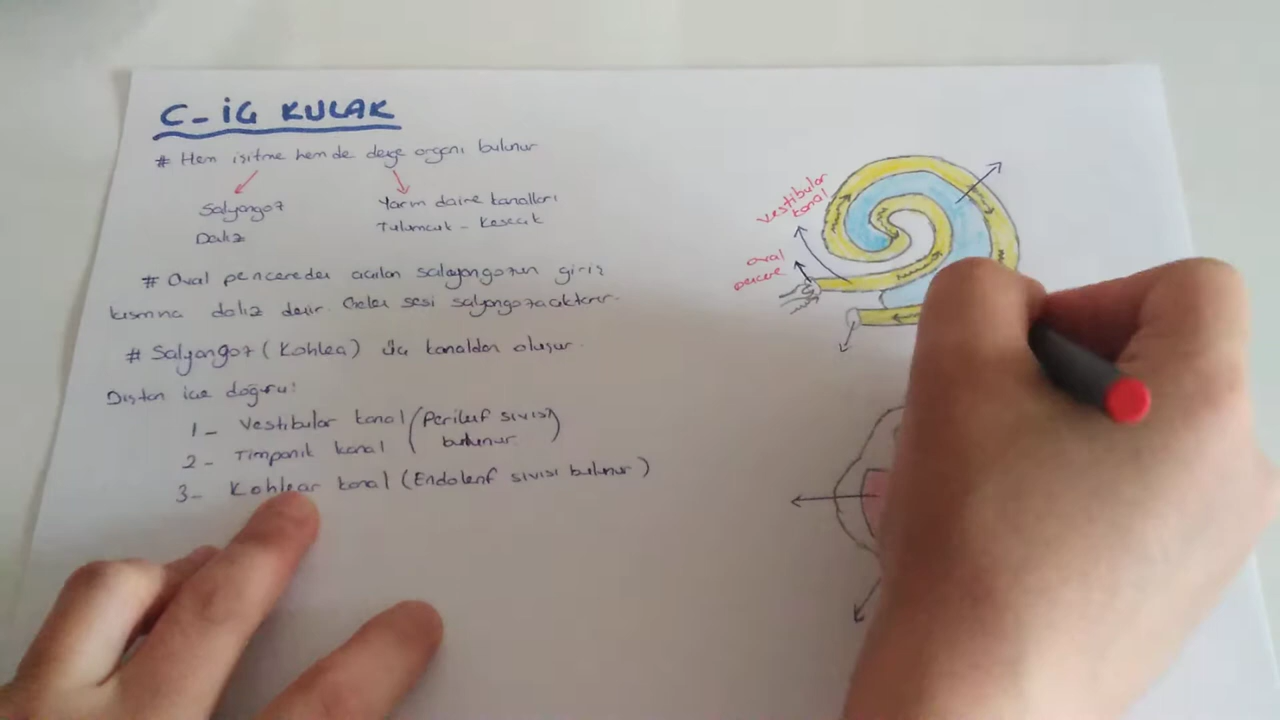 C- İÇ KULAK
# Hem işitme hem de denge organı bulunur
Salyangoz
Dalız
Yarım daire kanalları
Tulumcuk - Kesecik
# Oval pencereden açılan salyangozun giriş
kısmına dalız denir. Gelen sesi salyangoza aktarır.
# Salyangoz (Kohlea) üç kanaldan oluşur.
Dıştan içe doğru:
1- Vestibular kanal (Perilenf sıvısı
bulunur)
2- Timponik kanal
3- Kohlear kanal (Endolenf sıvısı bulunur)
Vestibular
kanal
oval
pencere